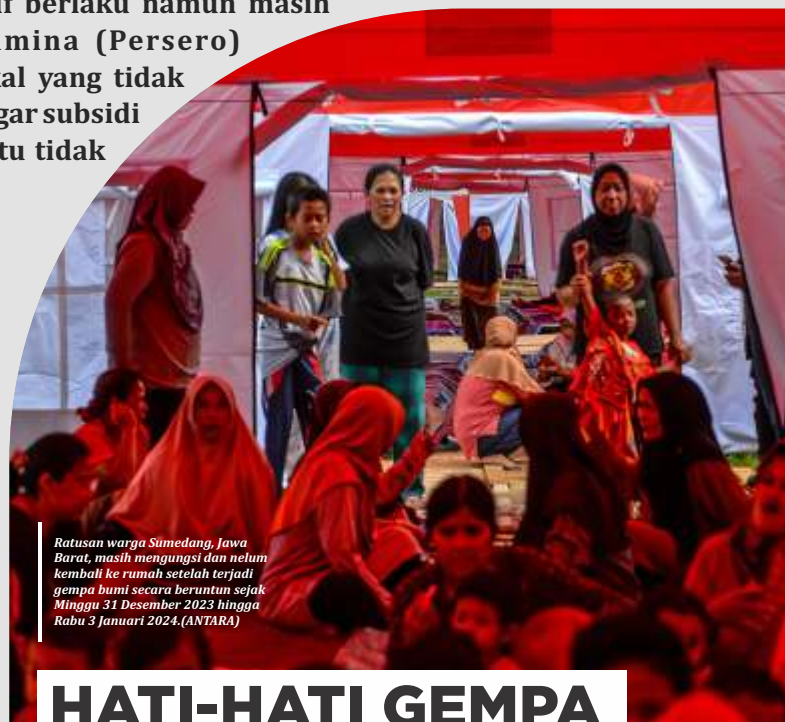 berlaku namun masih
mina (Persero)
kal yang tidak
gar subsidi
tu tidak
Ratusan warga Sumedang, Jawa
Barat, masih mengungsi dan nelum
kembali ke rumah setelah terjadi
gempa bumi secara beruntun sejak
Minggu 31 Desember 2023 hingga
Rabu 3 Januari 2024.(ANTARA)
HATI-HATI GEMPA